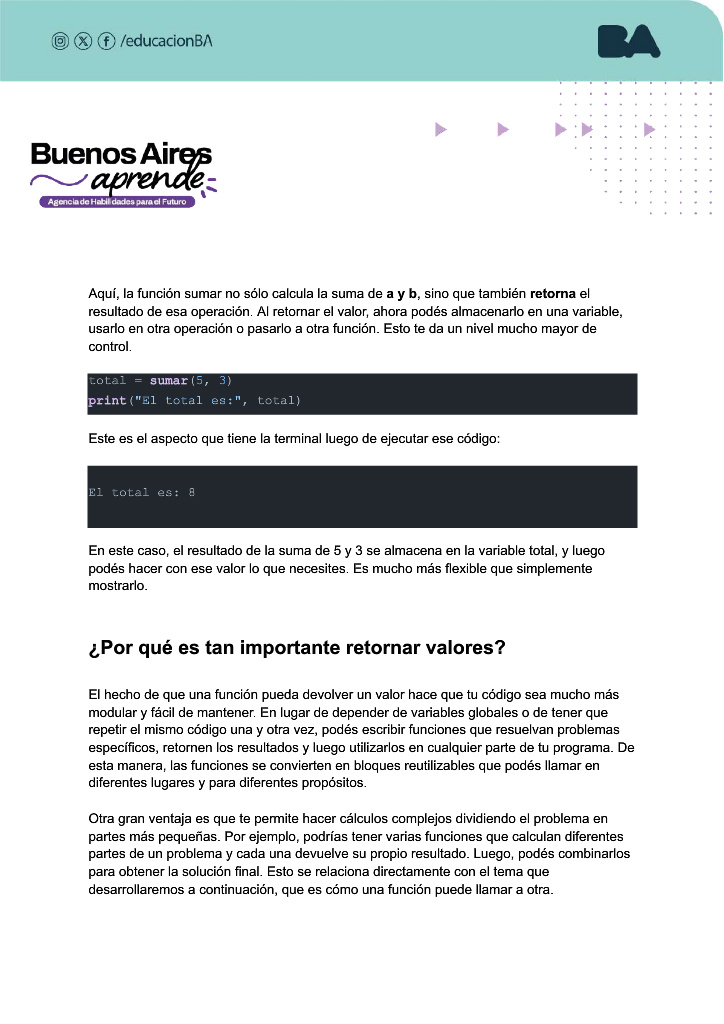 /educacionBA
BA
Buenos Aires
aprende
Agencia de Habilidades para el Futuro
Aquí, la función sumar no sólo calcula la suma de a y b, sino que también retorna el
resultado de esa operación. Al retornar el valor, ahora podés almacenarlo en una variable,
usarlo en otra operación o pasarlo a otra función. Esto te da un nivel mucho mayor de
control.
total = sumar(5, 3)
print("El total es:", total)
Este es el aspecto que tiene la terminal luego de ejecutar ese código:
El total es: 8
En este caso, el resultado de la suma de 5 y 3 se almacena en la variable total, y luego
podés hacer con ese valor lo que necesites. Es mucho más flexible que simplemente
mostrarlo.
¿Por qué es tan importante retornar valores?
El hecho de que una función pueda devolver un valor hace que tu código sea mucho más
modular y fácil de mantener. En lugar de depender de variables globales o de tener que
repetir el mismo código una y otra vez, podés escribir funciones que resuelvan problemas
específicos, retornen los resultados y luego utilizarlos en cualquier parte de tu programa. De
esta manera, las funciones se convierten en bloques reutilizables que podés llamar en
diferentes lugares y para diferentes propósitos.
Otra gran ventaja es que te permite hacer cálculos complejos dividiendo el problema en
partes más pequeñas. Por ejemplo, podrías tener varias funciones que calculan diferentes
partes de un problema y cada una devuelve su propio resultado. Luego, podés combinarlos
para obtener la solución final. Esto se relaciona directamente con el tema que
desarrollaremos a continuación, que es cómo una función puede llamar a otra.